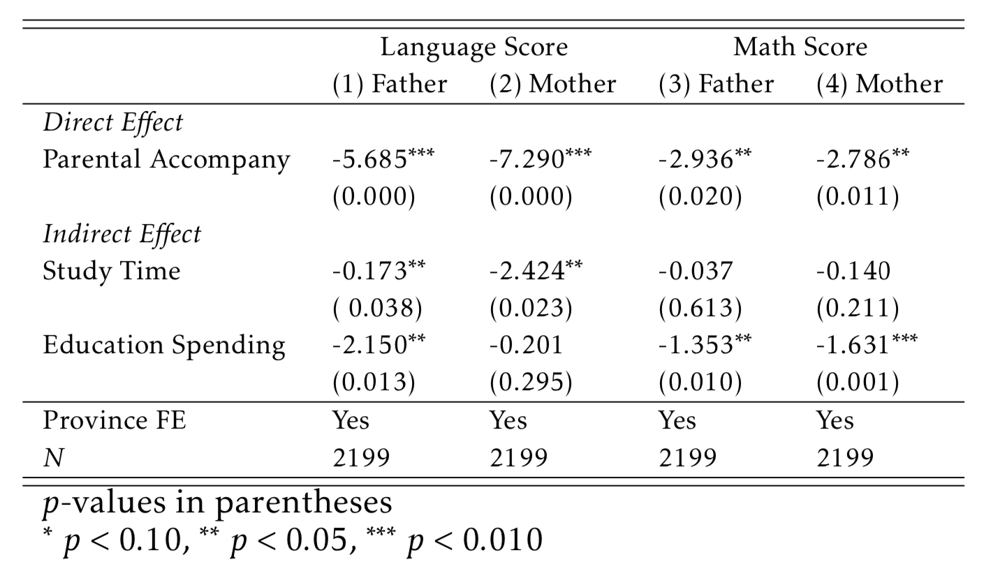 Language Score Math Score
(1) Father (2) Mother (3) Father (4) Mother
Direct Effect
Parental Accompany -5.685*** -7.290*** -2.936** -2.786**
(0.000) (0.000) (0.020) (0.011)
Indirect Effect
Study Time -0.173** -2.424** -0.037 -0.140
( 0.038) (0.023) (0.613) (0.211)
Education Spending -2.150** -0.201 -1.353** -1.631***
(0.013) (0.295) (0.010) (0.001)
Province FE Yes Yes Yes Yes
N 2199 2199 2199 2199
p-values in parentheses
* p < 0.10, ** p < 0.05, *** p < 0.010